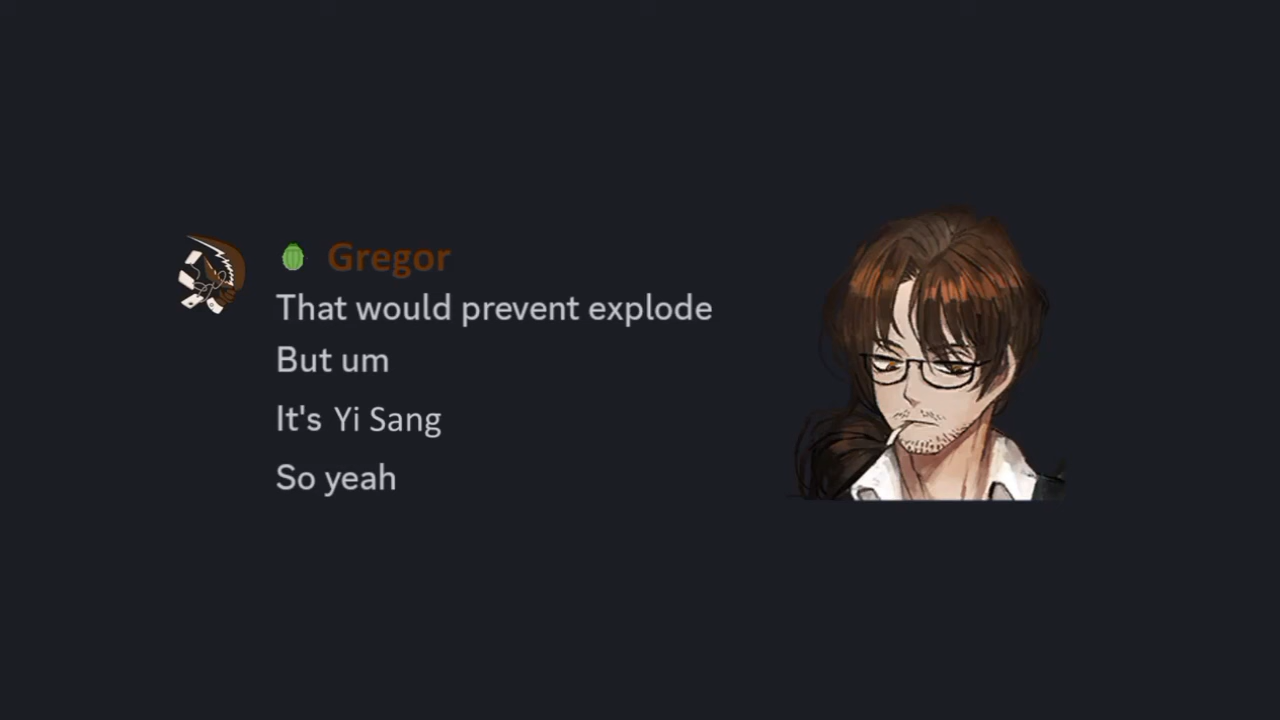 Gregor
That would prevent explode
But um
It's Yi Sang
So yeah